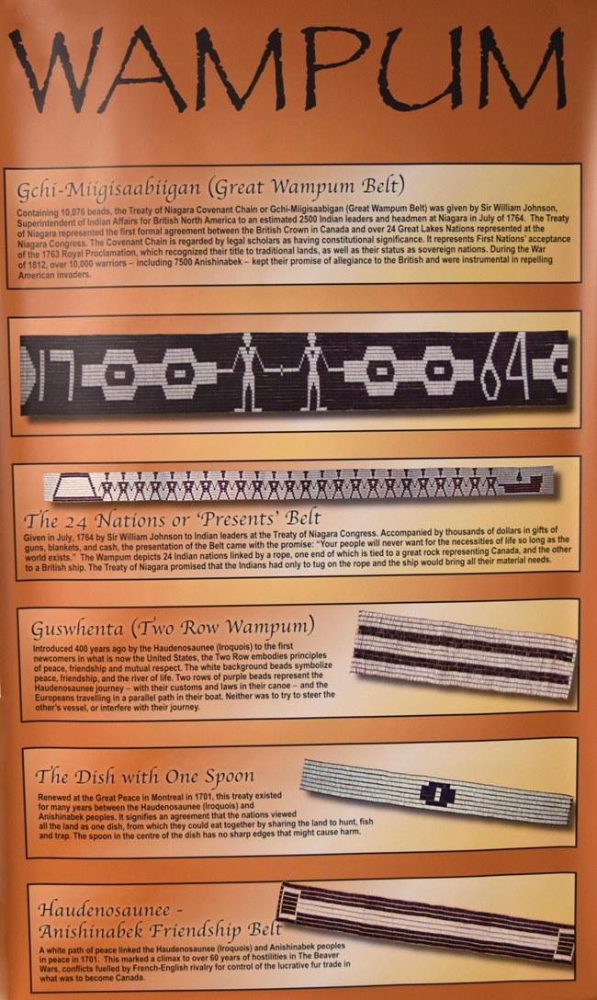 WAMPUM
Gchi-Miigisaabiigan (Great Wampum Belt)
Containing 10,076 beads, the Treaty of Niagara Covenant Chain or Gchi-Miigisaabigan (Great Wampum Belt) was given by Sir William Johnson,
Superintendent of Indian Affairs for British North America to an estimated 2500 Indian leaders and headmen at Niagara in July of 1764. The Treaty
of Niagara represented the first formal agreement between the British Crown in Canada and over 24 Great Lakes Nations represented at the
Niagara Congress. The Covenant Chain is regarded by legal scholars as having constitutional significance. It represents First Nations' acceptance
of the 1763 Royal Proclamation, which recognized their title to traditional lands, as well as their status as sovereign nations. During the War
of 1812, over 10,000 warriors – including 7500 Anishinabek – kept their promise of allegiance to the British and were instrumental in repelling
American invaders.
17 64
The 24 Nations or 'Presents' Belt
Given in July, 1764 by Sir William Johnson to Indian leaders at the Treaty of Niagara Congress. Accompanied by thousands of dollars in gifts of
guns, blankets, and cash, the presentation of the Belt came with the promise: "Your people will never want for the necessities of life so long as the
world exists." The Wampum depicts 24 Indian nations linked by a rope, one end of which is tied to a great rock representing Canada, and the other
to a British ship. The Treaty of Niagara promised that the Indians had only to tug on the rope and the ship would bring all their material needs.
Guswhenta (Two Row Wampum)
Introduced 400 years ago by the Haudenosaunee (Iroquois) to the first
newcomers in what is now the United States, the Two Row embodies principles
of peace, friendship and mutual respect. The white background beads symbolize
peace, friendship, and the river of life. Two rows of purple beads represent the
Haudenosaunee journey – with their customs and laws in their canoe – and the
Europeans travelling in a parallel path in their boat. Neither was to try to steer the
other's vessel, or interfere with their journey.
The Dish with One Spoon
Renewed at the Great Peace in Montreal in 1701, this treaty existed
for many years between the Haudenosaunee (Iroquois) and
Anishinabek peoples. It signifies an agreement that the nations viewed
all the land as one dish, from which they could eat together by sharing the land to hunt, fish
and trap. The spoon in the centre of the dish has no sharp edges that might cause harm.
Haudenosaunee -
Anishinabek Friendship Belt
A white path of peace linked the Haudenosaunee (Iroquois) and Anishinabek peoples
in peace in 1701. This marked a climax to over 60 years of hostilities in The Beaver
Wars, conflicts fuelled by French-English rivalry for control of the lucrative fur trade in
what was to become Canada.